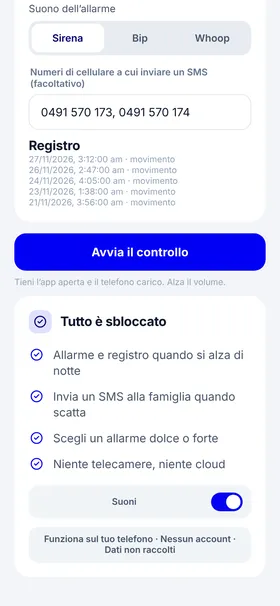 Suono dell'allarme
Sirena
Bip
Whoop
Numeri di cellulare a cui inviare un SMS
(facoltativo)
0491 570 173, 0491 570 174
Registro
27/11/2026, 3:12:00 am · movimento
26/11/2026, 2:47:00 am · movimento
24/11/2026, 4:05:00 am · movimento
23/11/2026, 1:38:00 am · movimento
21/11/2026, 3:56:00 am · movimento
Avvia il controllo
Tieni l'app aperta e il telefono carico. Alza il volume.
Tutto è sbloccato
Allarme e registro quando si alza di
notte
Invia un SMS alla famiglia quando
scatta
Scegli un allarme dolce o forte
Niente telecamere, niente cloud
Suoni
Funziona sul tuo telefono · Nessun account ·
Dati non raccolti